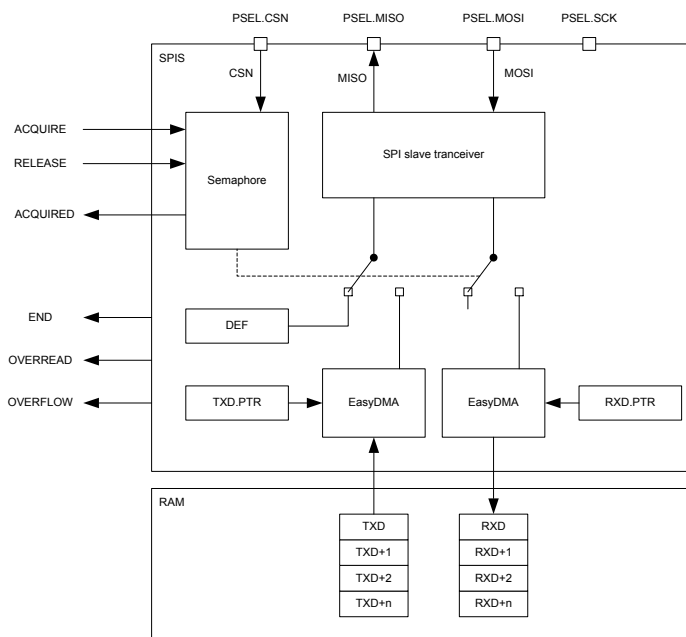 PSEL.CSN PSEL.MISO PSEL.MOSI PSEL.SCK
SPIS
CSN MISO MOSI
ACQUIRE
RELEASE
ACQUIRED
Semaphore
SPI slave tranceiver
END
OVERREAD
OVERFLOW
DEF
TXD.PTR EasyDMA EasyDMA RXD.PTR
RAM
TXD RXD
TXD+1 RXD+1
TXD+2 RXD+2
TXD+n RXD+n